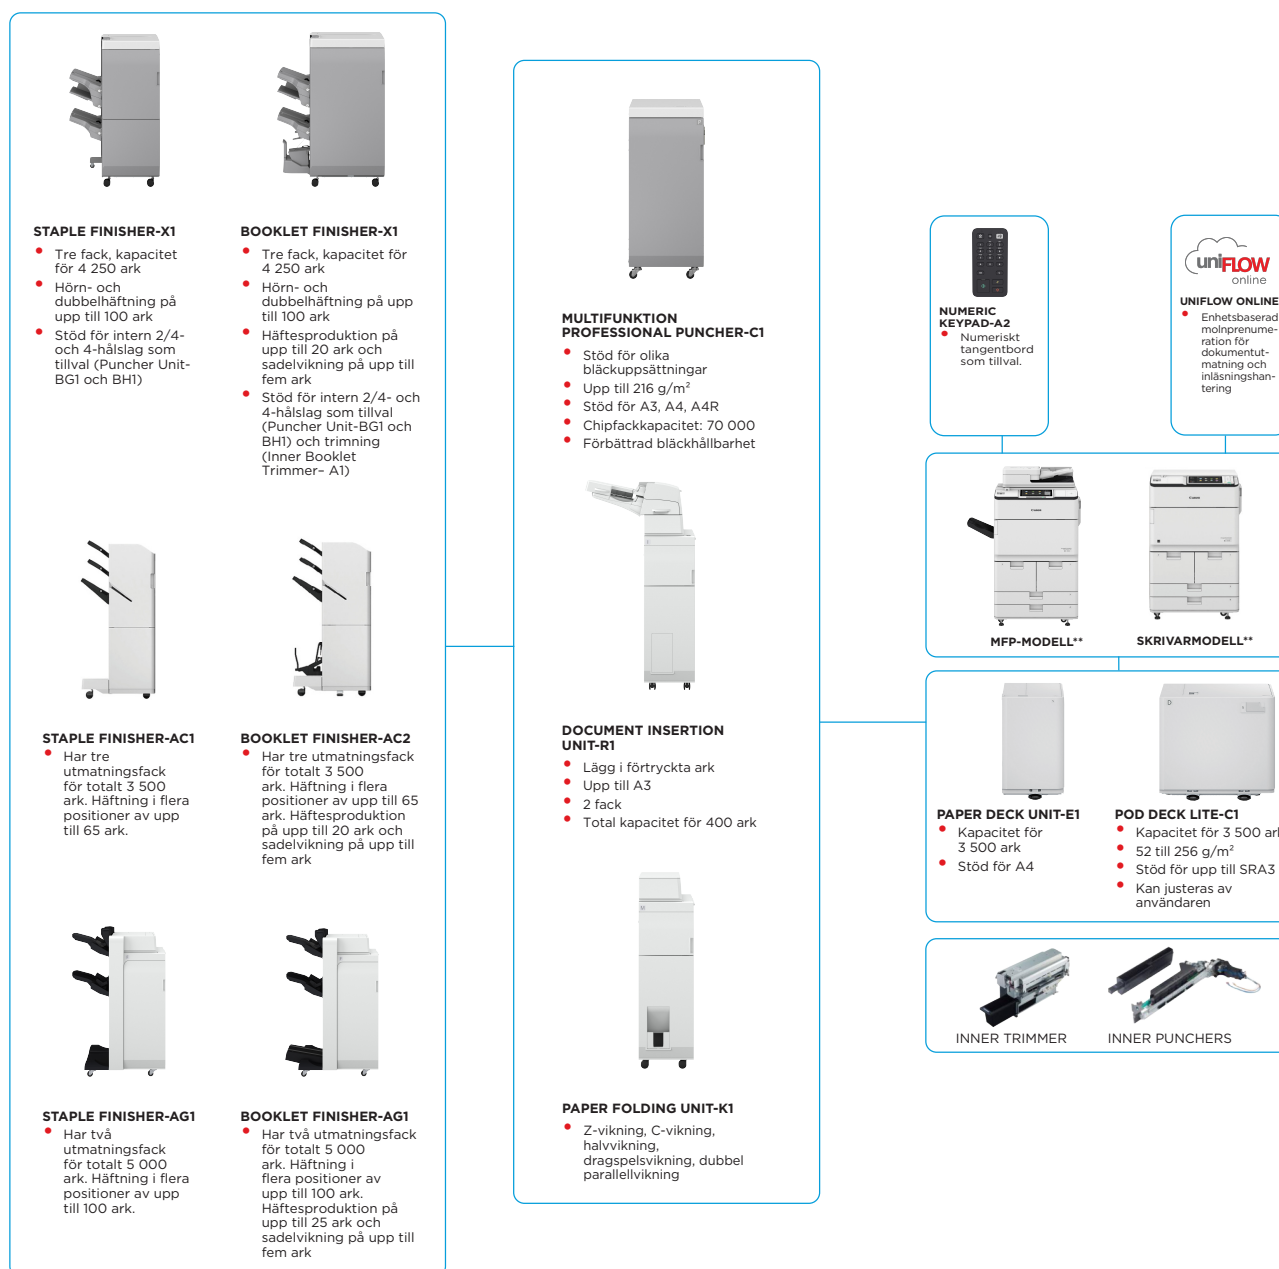 STAPLE FINISHER-X1
Tre fack, kapacitet
för 4 250 ark
Hörn- och
dubbelhäftning på
upp till 100 ark
Stöd för intern 2/4-
och 4-hålslag som
tillval (Puncher Unit-
BG1 och BH1)
BOOKLET FINISHER-X1
Tre fack, kapacitet för
4 250 ark
Hörn- och
dubbelhäftning på upp
till 100 ark
Häftesproduktion på
upp till 20 ark och
sadelvikning på upp till
fem ark
Stöd för intern 2/4- och
4-hålslag som tillval
(Puncher Unit-BG1 och
BH1) och trimning
(Inner Booklet
Trimmer– A1)
STAPLE FINISHER-AC1
Har tre
utmatningsfack
för totalt 3 500
ark. Häftning i flera
positioner av upp
till 65 ark.
BOOKLET FINISHER-AC2
Har tre utmatningsfack
för totalt 3 500
ark. Häftning i flera
positioner av upp till 65
ark. Häftesproduktion
på upp till 20 ark och
sadelvikning på upp till
fem ark
STAPLE FINISHER-AG1
Har två
utmatningsfack
för totalt 5 000
ark. Häftning i flera
positioner av upp
till 100 ark.
BOOKLET FINISHER-AG1
Har två utmatningsfack
för totalt 5 000
ark. Häftning i
flera positioner av
upp till 100 ark.
Häftesproduktion på
upp till 25 ark och
sadelvikning på upp till
fem ark
MULTIFUNKTION
PROFESSIONAL PUNCHER-C1
Stöd för olika
bläckuppsättningar
Upp till 216 g/m²
Stöd för A3, A4, A4R
Chipfackkapacitet: 70 000
Förbättrad bläckhållbarhet
DOCUMENT INSERTION
UNIT-R1
Lägg i förtryckta ark
Upp till A3
2 fack
Total kapacitet för 400 ark
PAPER FOLDING UNIT-K1
Z-vikning, C-vikning,
halvvikning,
dragspelsvikning, dubbel
parallellvikning
NUMERIC
KEYPAD-A2
Numeriskt
tangentbord
som tillval.
uniFLOW
online
UNIFLOW ONLINE
Enhetsbaserad
molnprenume-
ration för
dokumentut-
matning och
inläsningshan-
tering
Canon
Canon
MFP-MODELL**
SKRIVARMODELL**
D
PAPER DECK UNIT-E1
Kapacitet för
3 500 ark
Stöd för A4
POD DECK LITE-C1
Kapacitet för 3 500 ark
52 till 256 g/m²
Stöd för upp till SRA3
Kan justeras av
användaren
INNER TRIMMER
INNER PUNCHERS